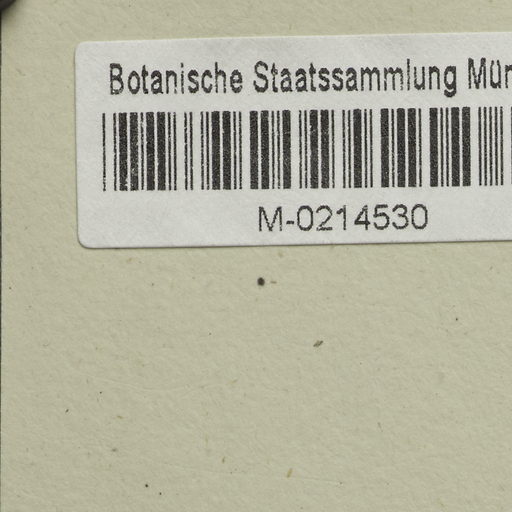 Botanische Staatssammlung Mün
M-0214530